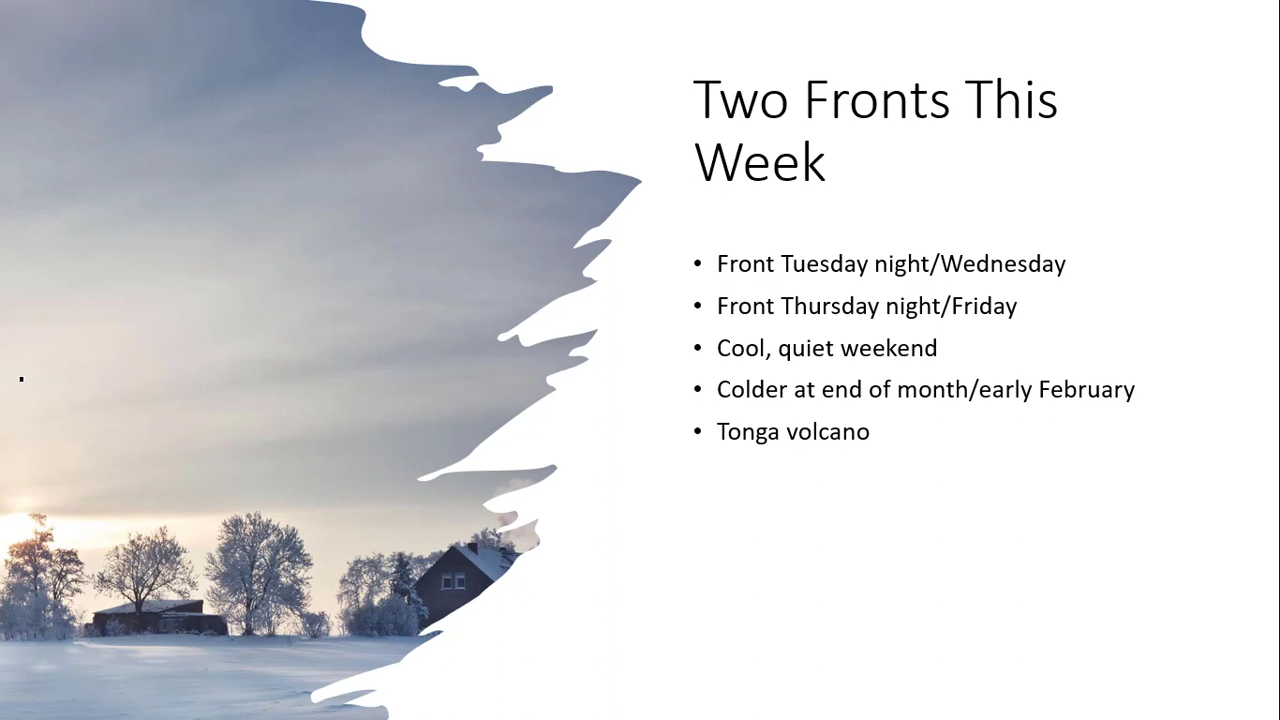 Two Fronts This
Week
• Front Tuesday night/Wednesday
• Front Thursday night/Friday
• Cool, quiet weekend
• Colder at end of month/early February
• Tonga volcano